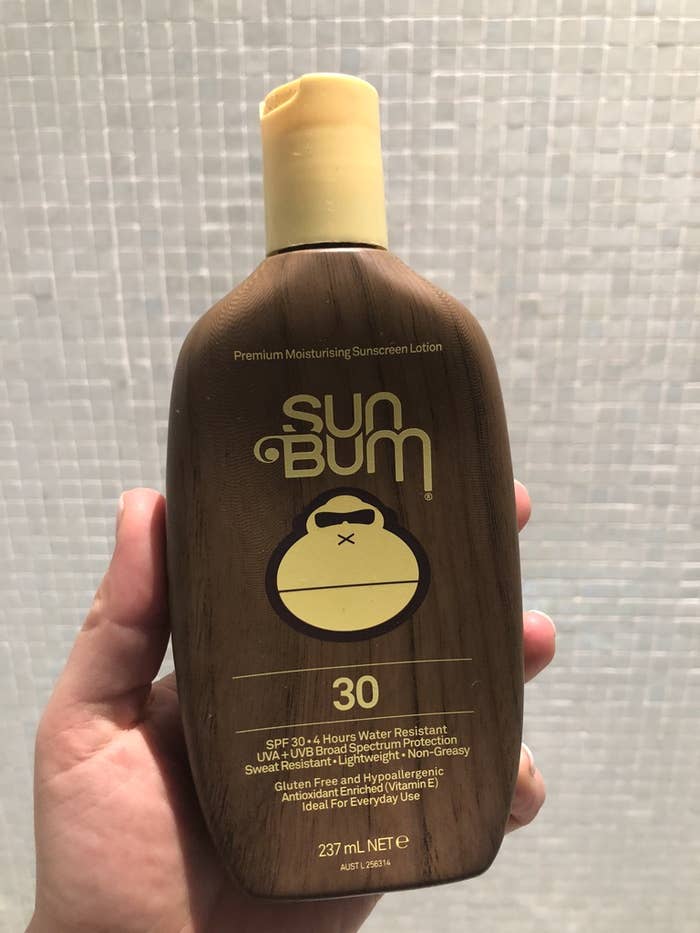 Premium Moisturising Sunscreen Lotion
SUN
BUM®
30
SPF 30 • 4 Hours Water Resistant
UVA + UVB Broad Spectrum Protection
Sweat Resistant • Lightweight • Non-Greasy
Gluten Free and Hypoallergenic
Antioxidant Enriched (Vitamin E)
Ideal For Everyday Use
237 mL NET ℮
AUST L 256314